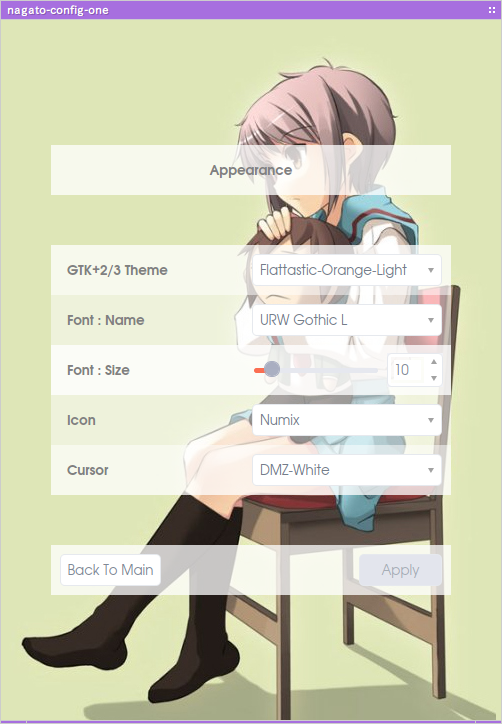 nagato-config-one
Appearance
GTK+2/3 Theme Flattastic-Orange-Light
Font : Name URW Gothic L
Font : Size 10
Icon Numix
Cursor DMZ-White
Back To Main Apply